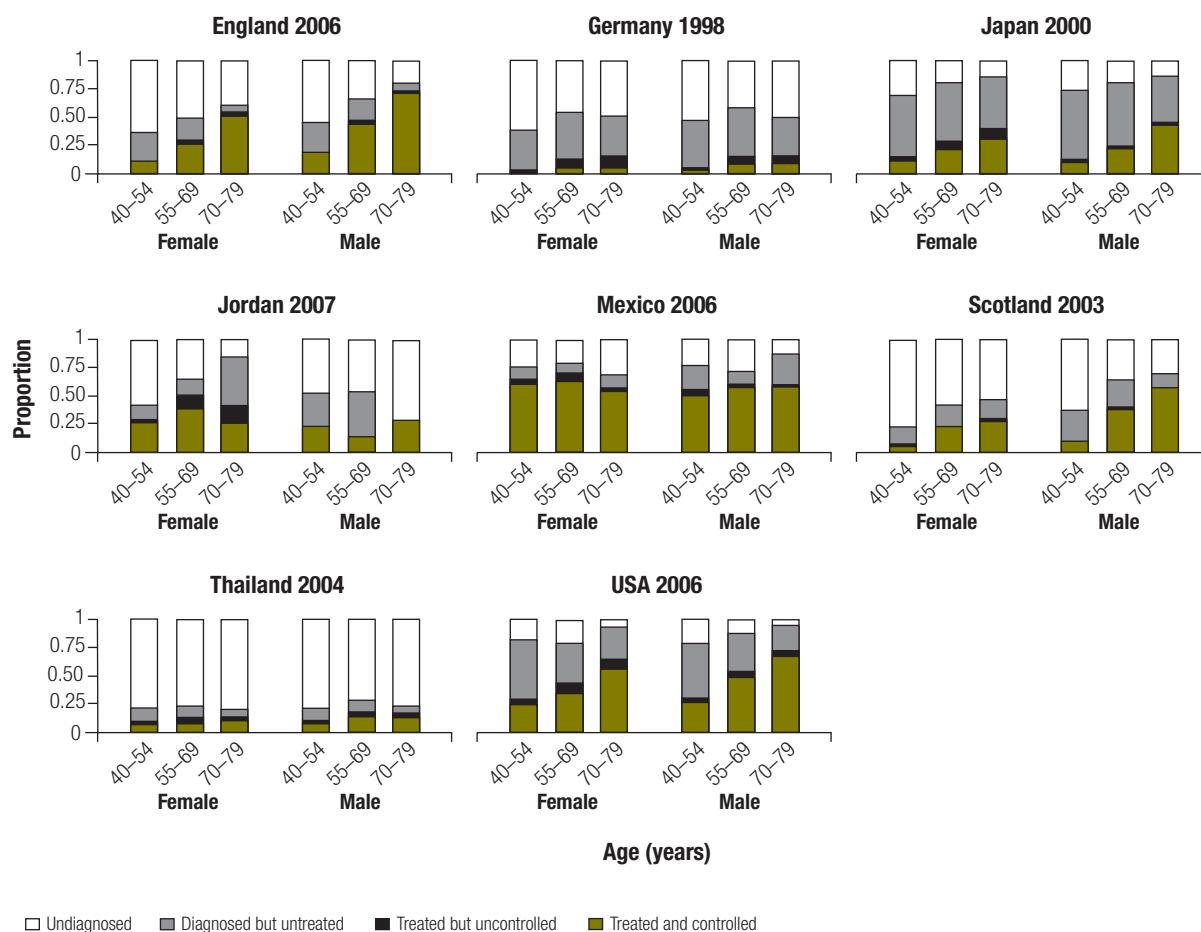 England 2006
Germany 1998
Japan 2000
1
0.75
0.50
0.25
0
40–54 55–69 70–79 40–54 55–69 70–79
Female Male
40–54 55–69 70–79 40–54 55–69 70–79
Female Male
40–54 55–69 70–79 40–54 55–69 70–79
Female Male
Jordan 2007
Mexico 2006
Scotland 2003
Proportion
1
0.75
0.50
0.25
0
40–54 55–69 70–79 40–54 55–69 70–79
Female Male
40–54 55–69 70–79 40–54 55–69 70–79
Female Male
40–54 55–69 70–79 40–54 55–69 70–79
Female Male
Thailand 2004
USA 2006
1
0.75
0.50
0.25
0
40–54 55–69 70–79 40–54 55–69 70–79
Female Male
40–54 55–69 70–79 40–54 55–69 70–79
Female Male
Age (years)
Undiagnosed Diagnosed but untreated Treated but uncontrolled Treated and controlled